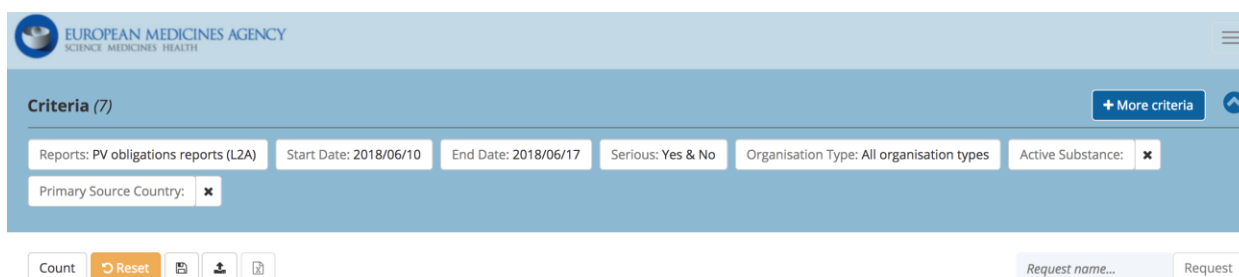 EUROPEAN MEDICINES AGENCY
SCIENCE MEDICINES HEALTH
Criteria (7)
+ More criteria
Reports: PV obligations reports (L2A) Start Date: 2018/06/10 End Date: 2018/06/17 Serious: Yes & No Organisation Type: All organisation types Active Substance: ×
Primary Source Country: ×
Count Reset Request name... Request